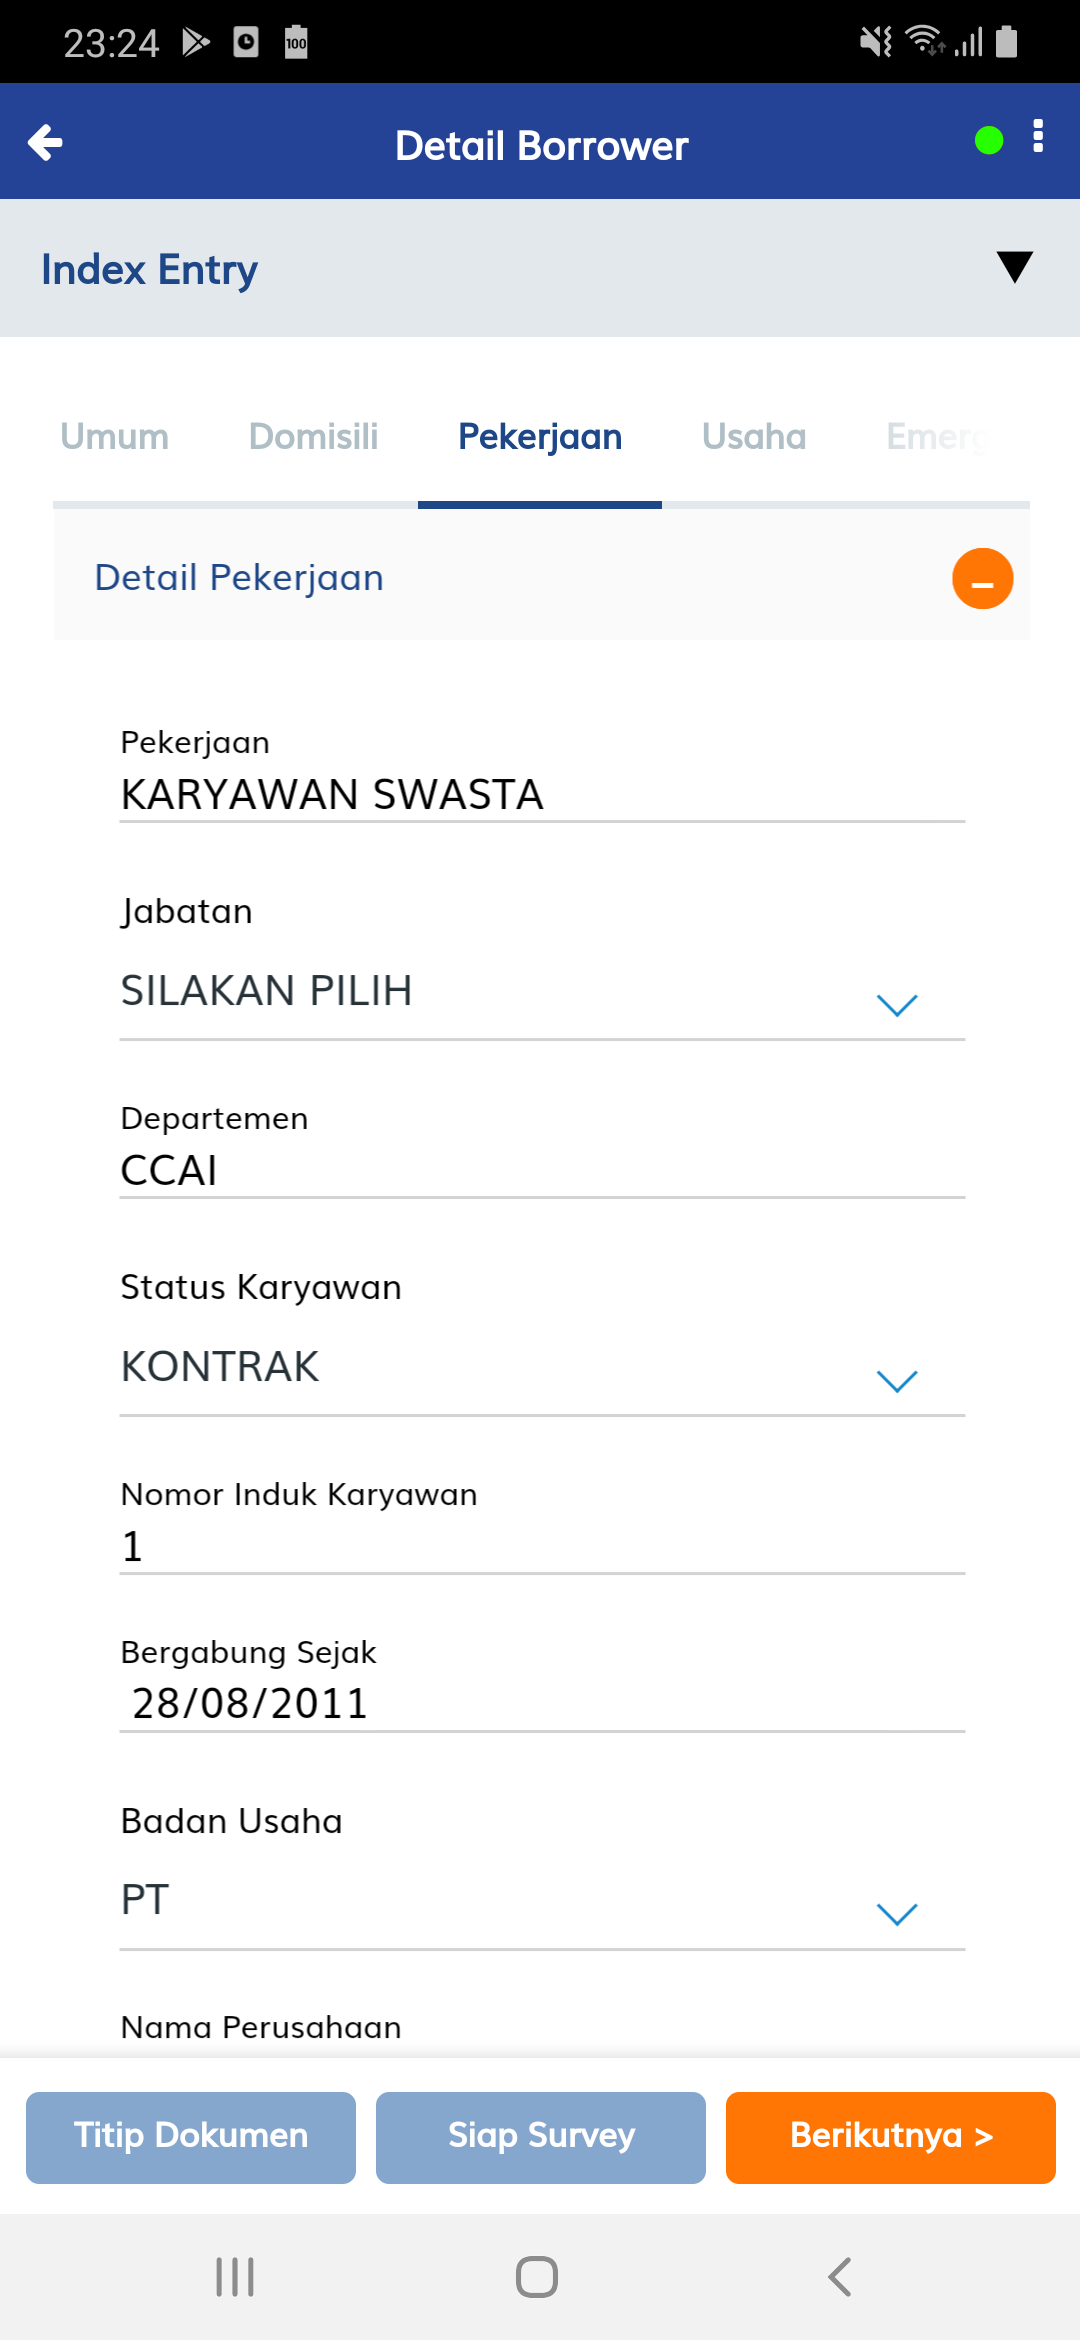 23:24
100
Detail Borrower
Index Entry
Umum Domisili Pekerjaan Usaha Emerg
Detail Pekerjaan
Pekerjaan
KARYAWAN SWASTA
Jabatan
SILAKAN PILIH
Departemen
CCAI
Status Karyawan
KONTRAK
Nomor Induk Karyawan
1
Bergabung Sejak
28/08/2011
Badan Usaha
PT
Nama Perusahaan
Titip Dokumen Siap Survey Berikutnya >